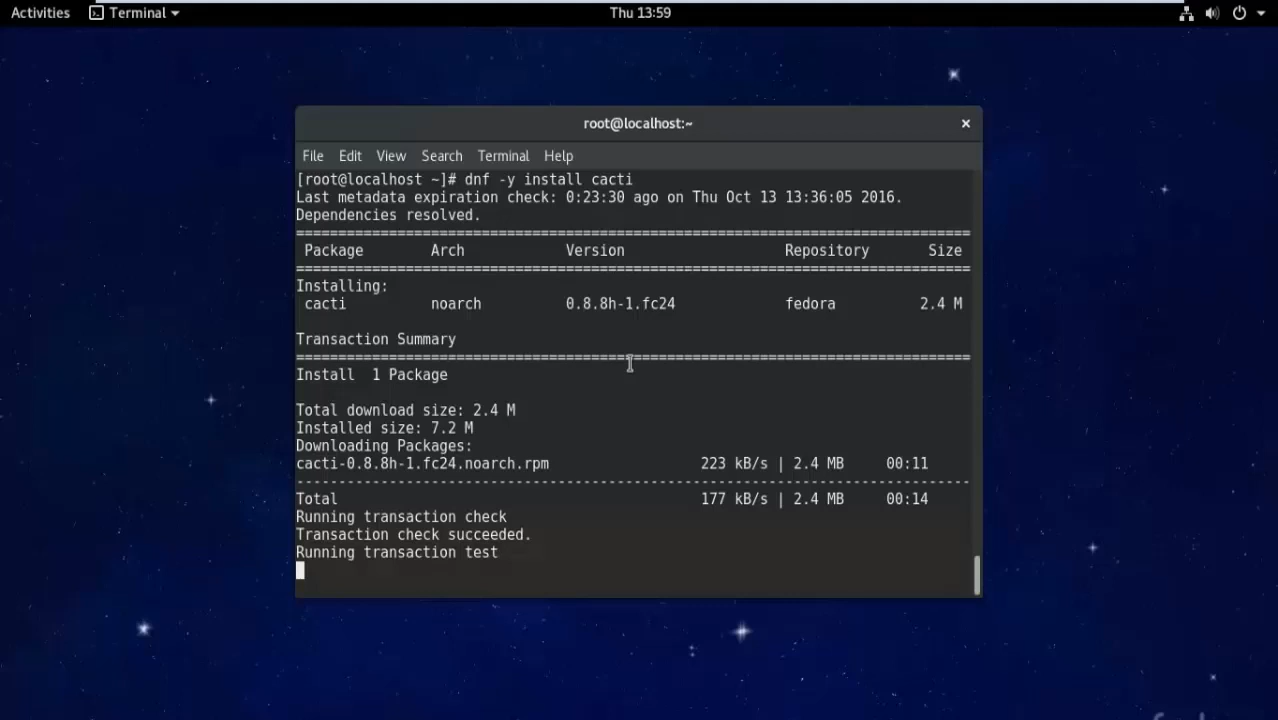 Activities Terminal Thu 13:59
root@localhost:~ ×
File Edit View Search Terminal Help
[root@localhost ~]# dnf -y install cacti
Last metadata expiration check: 0:23:30 ago on Thu Oct 13 13:36:05 2016.
Dependencies resolved.
================================================================================
Package Arch Version Repository Size
================================================================================
Installing:
cacti noarch 0.8.8h-1.fc24 fedora 2.4 M
Transaction Summary
================================================================================
Install 1 Package
Total download size: 2.4 M
Installed size: 7.2 M
Downloading Packages:
cacti-0.8.8h-1.fc24.noarch.rpm 223 kB/s | 2.4 MB 00:11
--------------------------------------------------------------------------------
Total 177 kB/s | 2.4 MB 00:14
Running transaction check
Transaction check succeeded.
Running transaction test